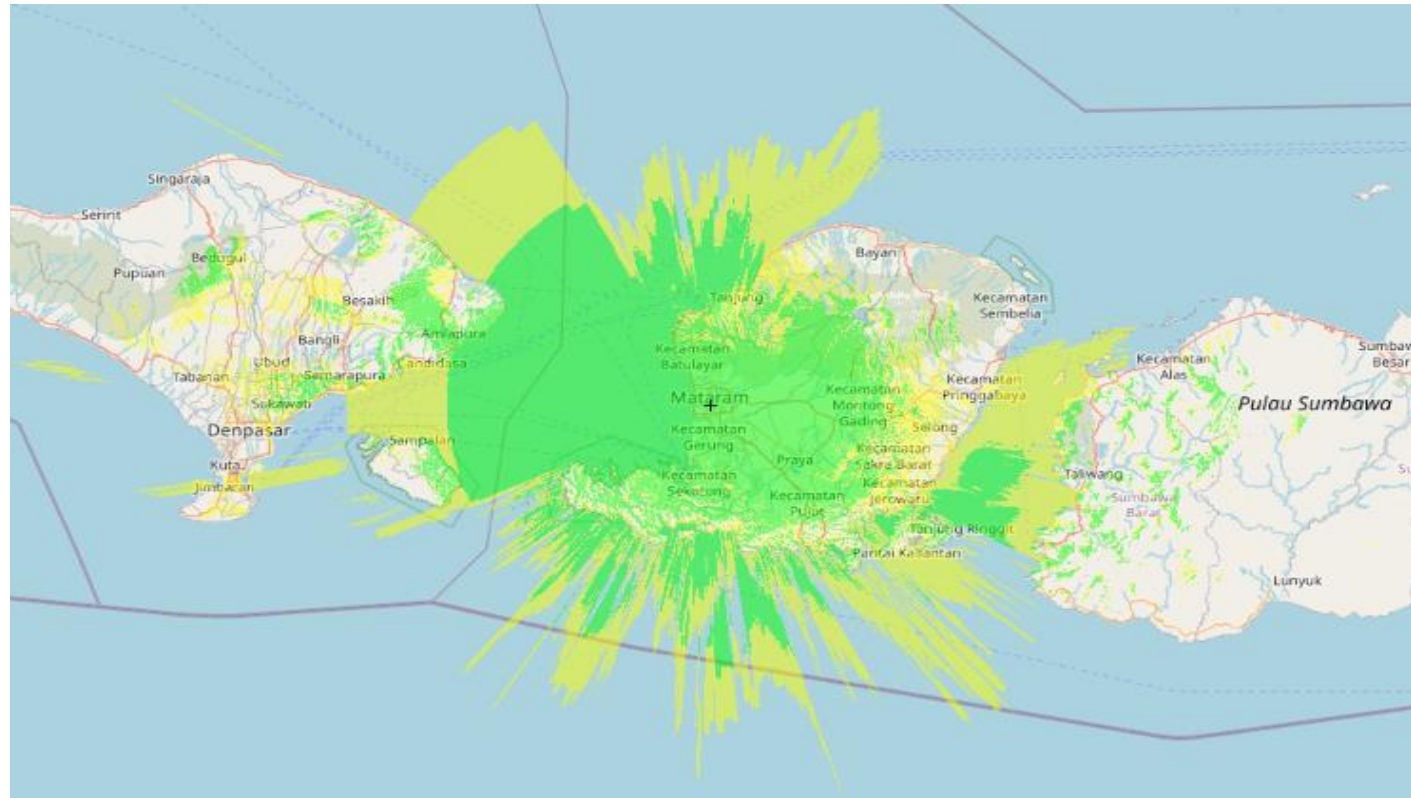 Singaraja
Seririt
Bedugul
Pupuan
Besakih
Amlapura
Bangli
Candidasa
Ubud
Semarapura
Tabanan
Sukawati
Denpasar
Sampalan
Kuta
Jimbaran
Bayan
Tanjung
Kecamatan
Sembelia
Kecamatan
Batulayar
Mataram
Kecamatan
Gerung
Kecamatan
Montong
Gading
Kecamatan
Pringgabaya
Selong
Praya
Kecamatan
Sakra Barat
Kecamatan
Sekotong
Kecamatan
Pujut
Kecamatan
Jerowaru
Tanjung Ringgit
Pantai Kaliantan
Kecamatan
Alas
Sumbaw
Besar
Pulau Sumbawa
Taliwang
Sumbawa
Barat
Lunyuk